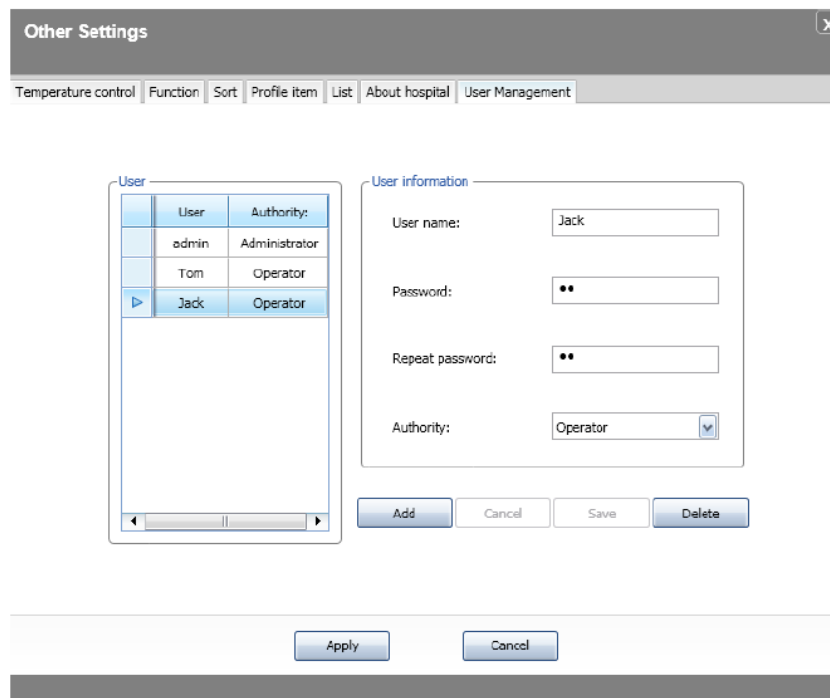 Other Settings
X
Temperature control Function Sort Profile item List About hospital User Management
User
User Authority:
admin Administrator
Tom Operator
Jack Operator
User information
User name: Jack
Password: ••
Repeat password: ••
Authority: Operator
Add Cancel Save Delete
Apply Cancel